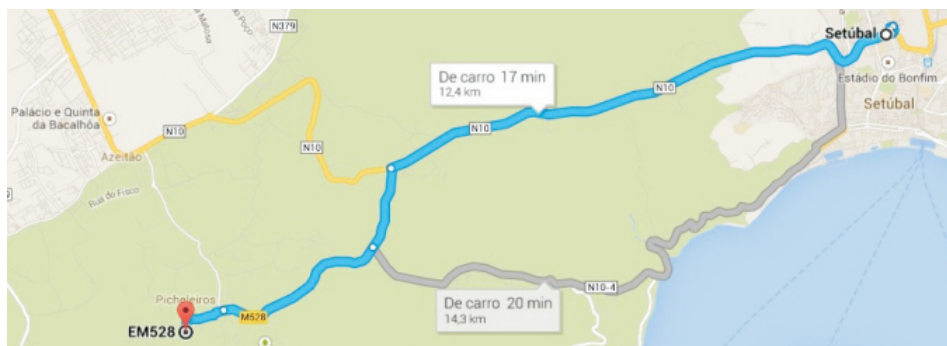 N379
Setúbal
De carro 17 min
12,4 km
N10
Estádio do Bonfim
Setúbal
Palácio e Quinta
da Bacalhôa
N10
N10
Azeitão
Rua do Fisco
N10
N10-4
Picheleiros
De carro 20 min
14,3 km
M528
EM528